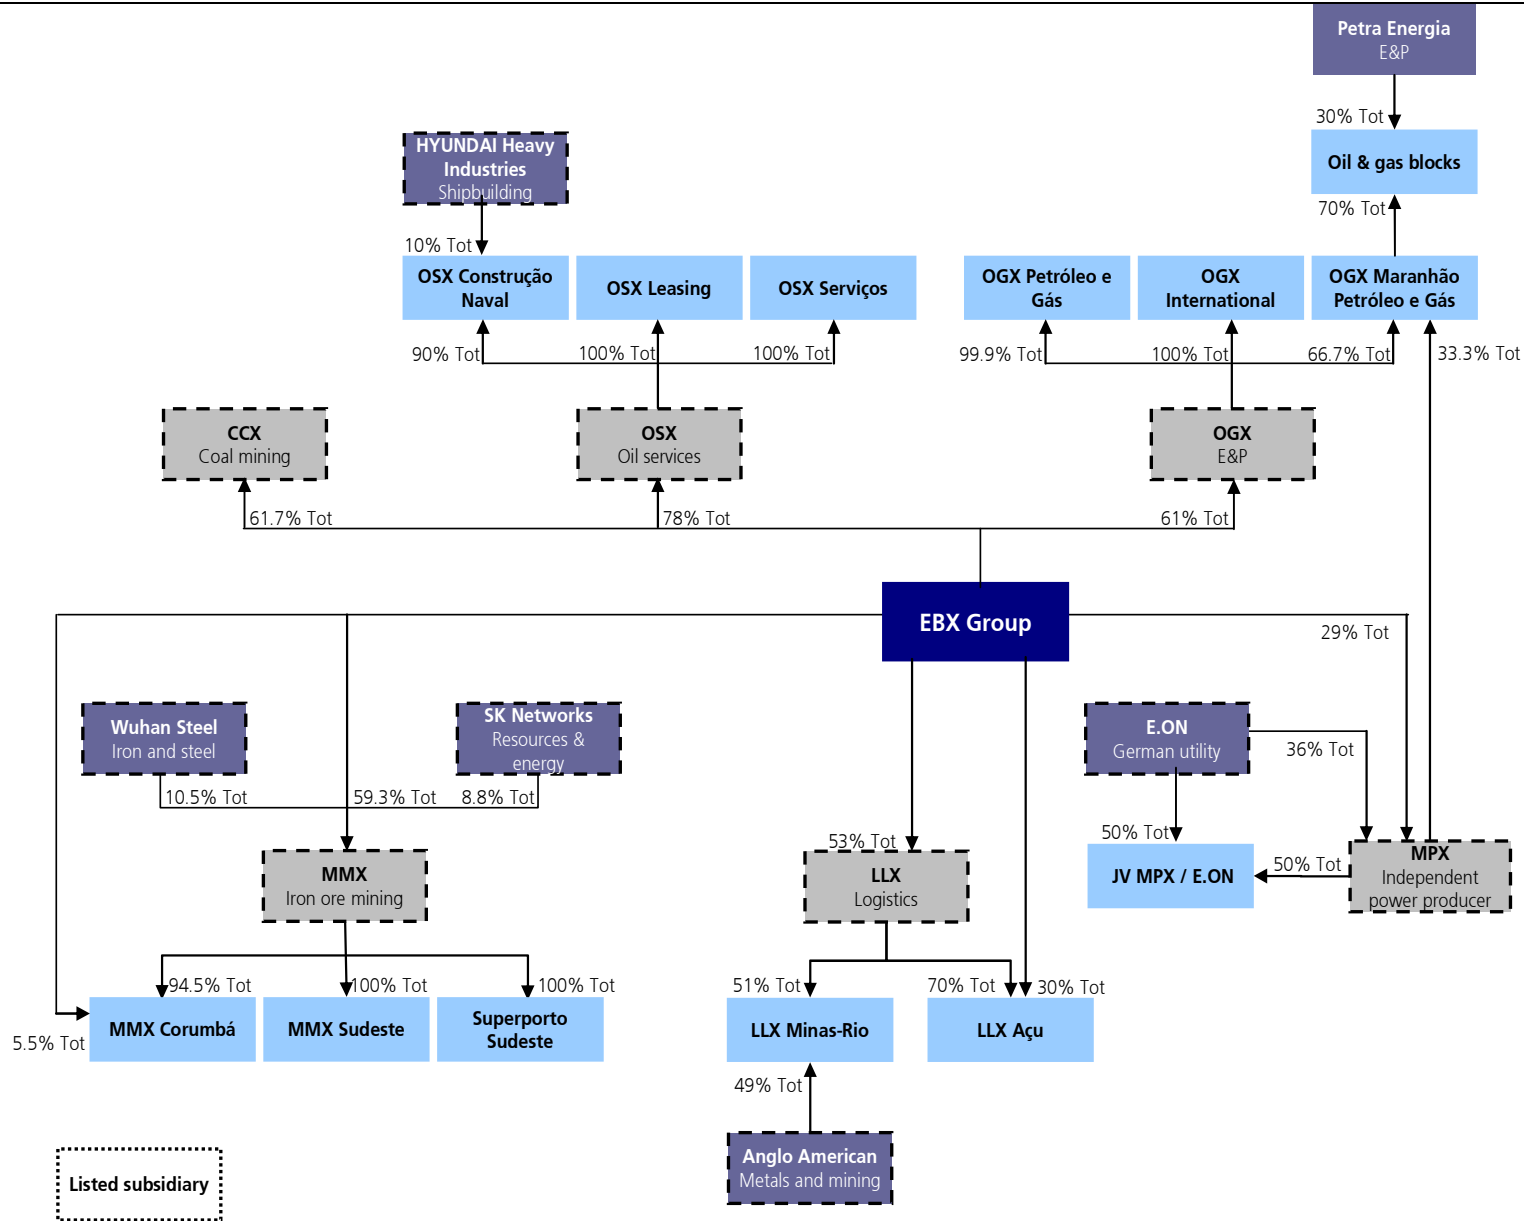 Petra Energia
E&P
30% Tot
HYUNDAI Heavy
Industries
Shipbuilding
Oil & gas blocks
70% Tot
10% Tot
OSX Construção
Naval
OSX Leasing
OSX Serviços
OGX Petróleo e
Gás
OGX
International
OGX Maranhão
Petróleo e Gás
90% Tot
100% Tot
100% Tot
99.9% Tot
100% Tot
66.7% Tot
33.3% Tot
CCX
Coal mining
OSX
Oil services
OGX
E&P
61.7% Tot
78% Tot
61% Tot
EBX Group
29% Tot
Wuhan Steel
Iron and steel
SK Networks
Resources &
energy
E.ON
German utility
36% Tot
10.5% Tot
59.3% Tot
8.8% Tot
53% Tot
50% Tot
MMX
Iron ore mining
LLX
Logistics
JV MPX / E.ON
50% Tot
MPX
Independent
power producer
94.5% Tot
100% Tot
100% Tot
51% Tot
70% Tot
30% Tot
5.5% Tot
MMX Corumbá
MMX Sudeste
Superporto
Sudeste
LLX Minas-Rio
LLX Açu
49% Tot
Anglo American
Metals and mining
Listed subsidiary